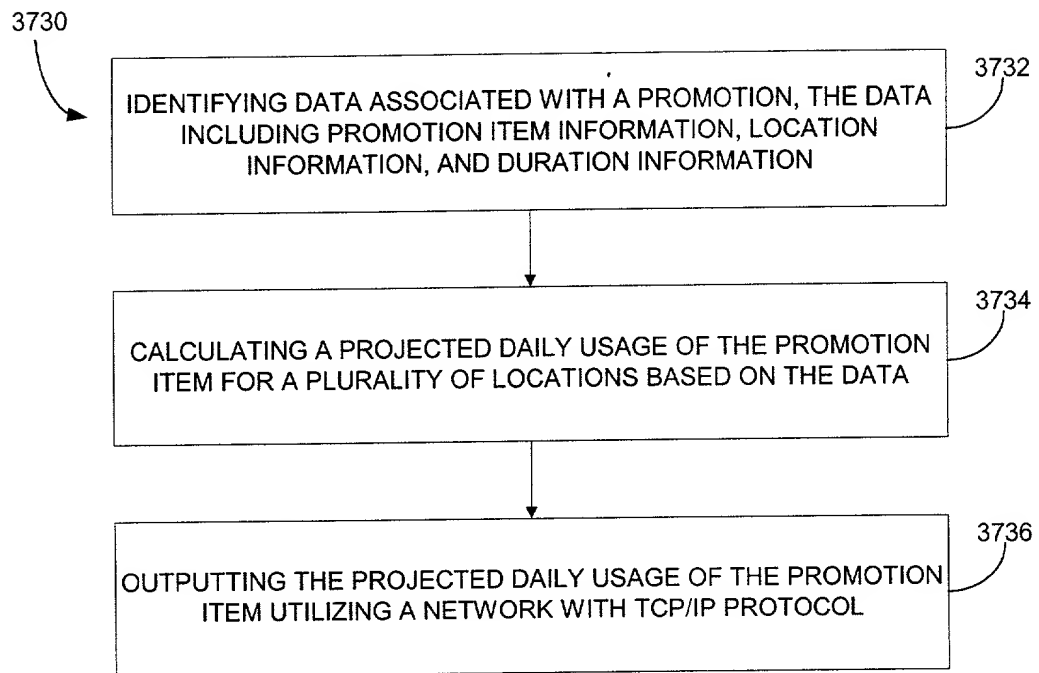 3730
3732
IDENTIFYING DATA ASSOCIATED WITH A PROMOTION, THE DATA
INCLUDING PROMOTION ITEM INFORMATION, LOCATION
INFORMATION, AND DURATION INFORMATION
3734
CALCULATING A PROJECTED DAILY USAGE OF THE PROMOTION
ITEM FOR A PLURALITY OF LOCATIONS BASED ON THE DATA
3736
OUTPUTTING THE PROJECTED DAILY USAGE OF THE PROMOTION
ITEM UTILIZING A NETWORK WITH TCP/IP PROTOCOL